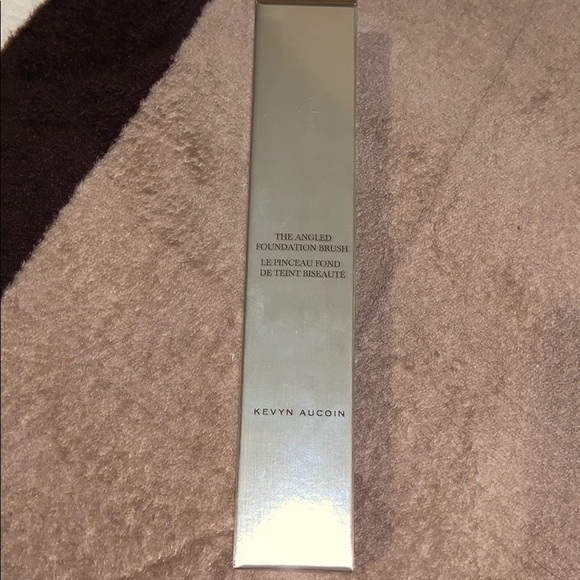 THE ANGLED
FOUNDATION BRUSH
LE PINCEAU FOND
DE TEINT BISEAUTÉ
KEVYN AUCOIN